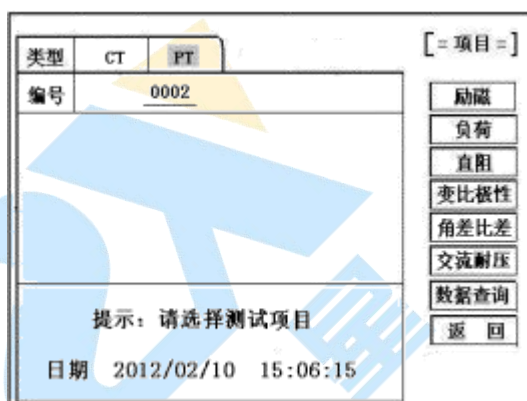 类型 CT PT
编号 0002
提示：请选择测试项目
日期 2012/02/10 15:06:15
[=项目=]
励磁
负荷
直阻
变比极性
角差比差
交流耐压
数据查询
返 回